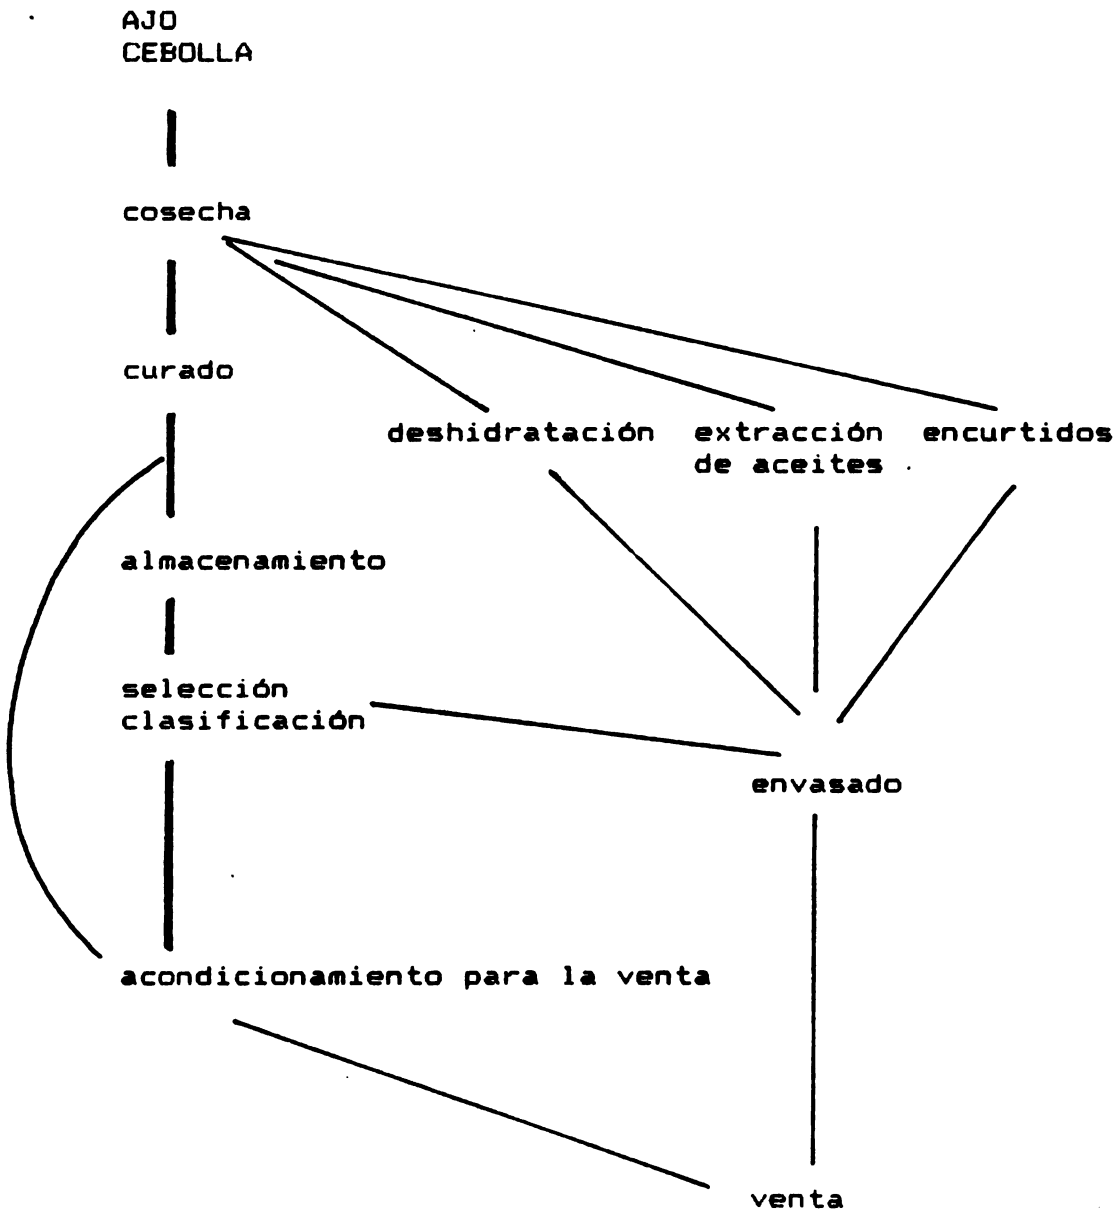 AJO
CEBOLLA
cosecha
curado
deshidratación extracción encurtidos
de aceites
almacenamiento
selección
clasificación
envasado
acondicionamiento para la venta
venta